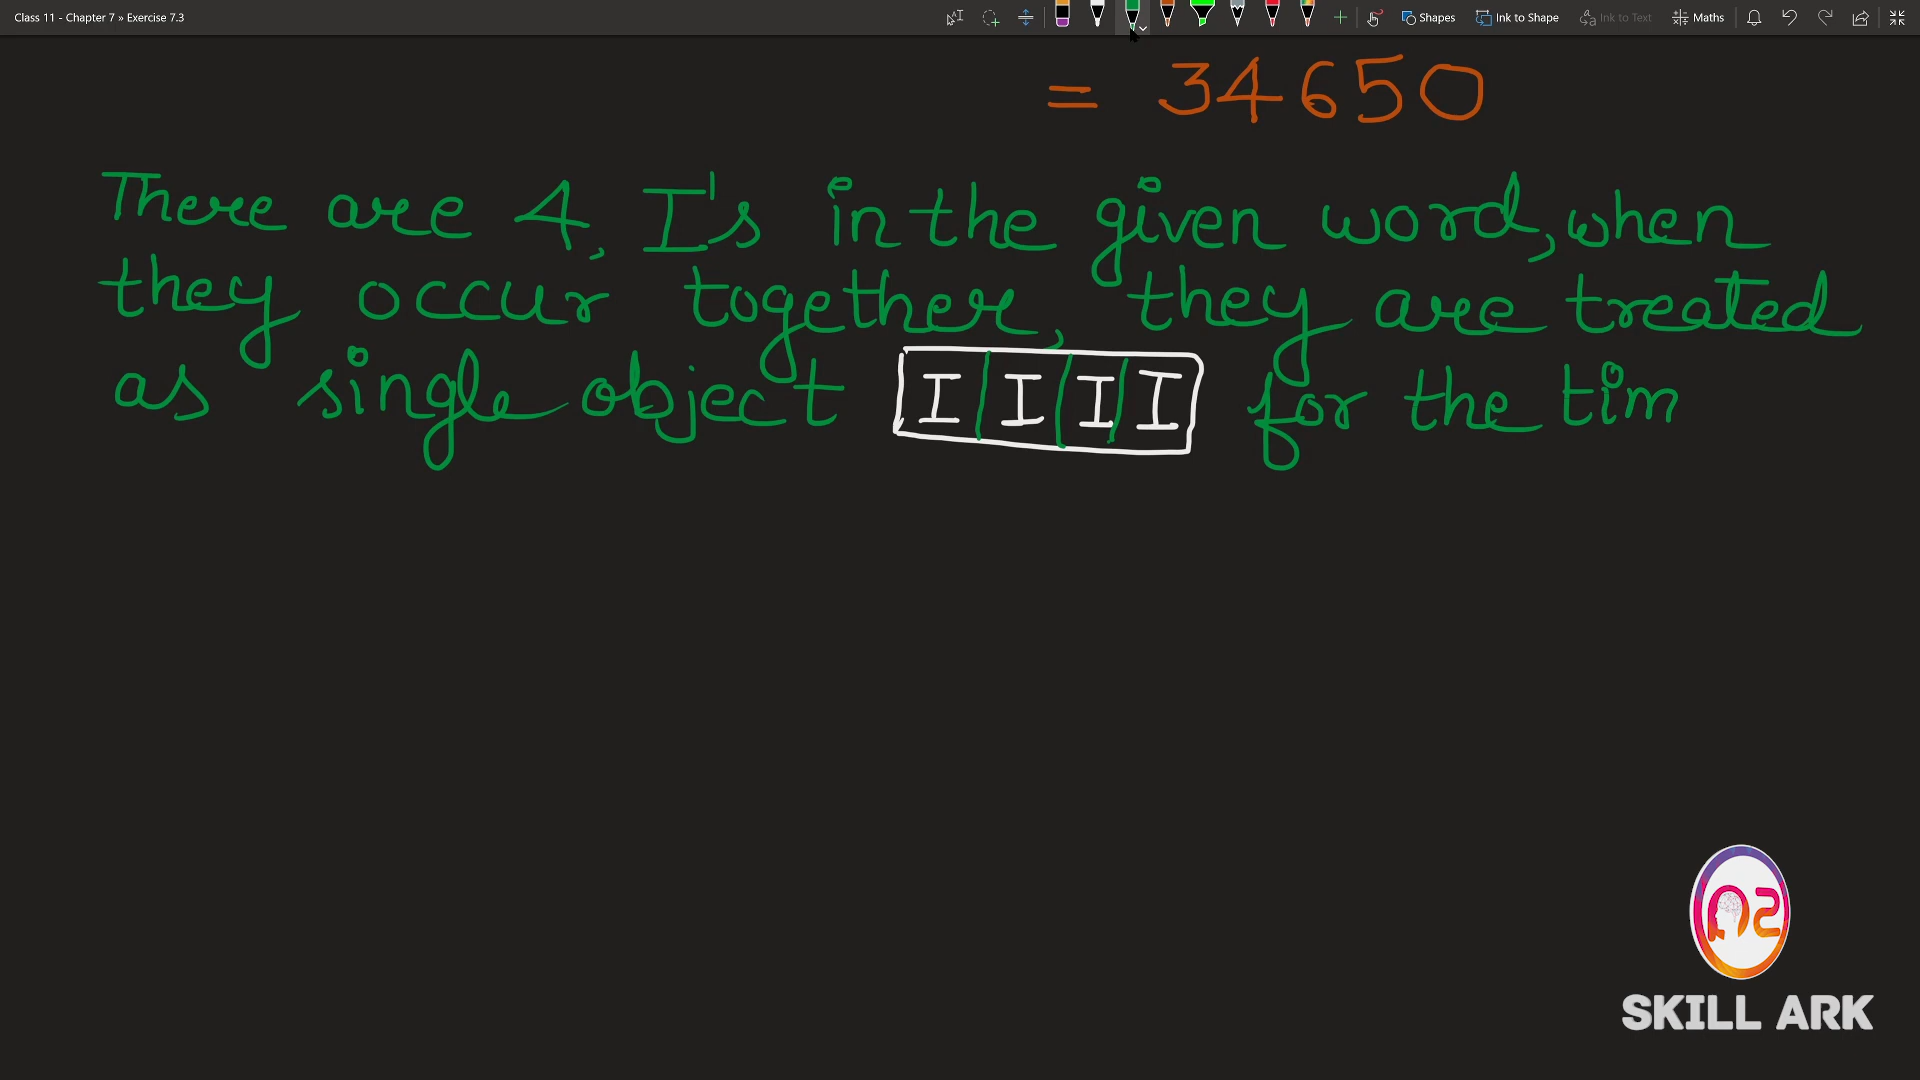 Class 11 - Chapter 7 » Exercise 7.3
Shapes Ink to Shape Ink to Text Maths
= 34650
There are 4, I's in the given word, when
they occur together, they are treated
as single object I I I I for the tim
SKILL ARK